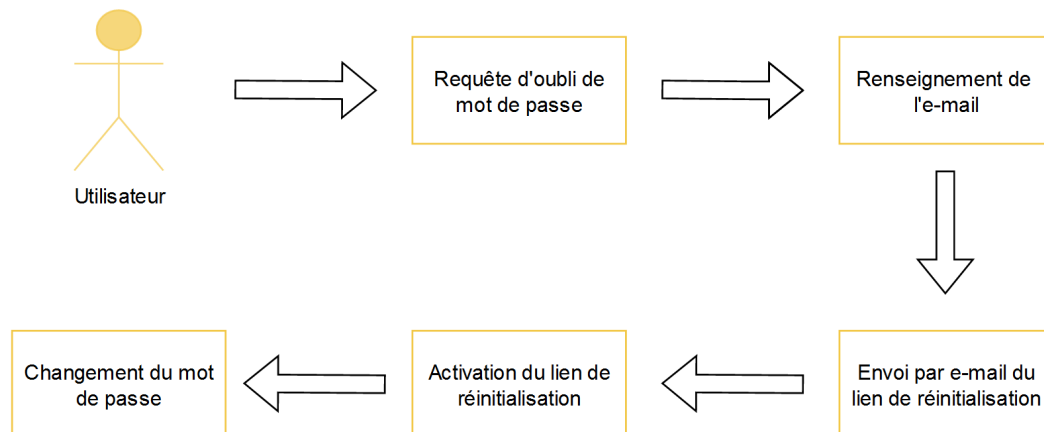 Utilisateur
Requête d'oubli de
mot de passe
Renseignement de
l'e-mail
Envoi par e-mail du
lien de réinitialisation
Activation du lien de
réinitialisation
Changement du mot
de passe